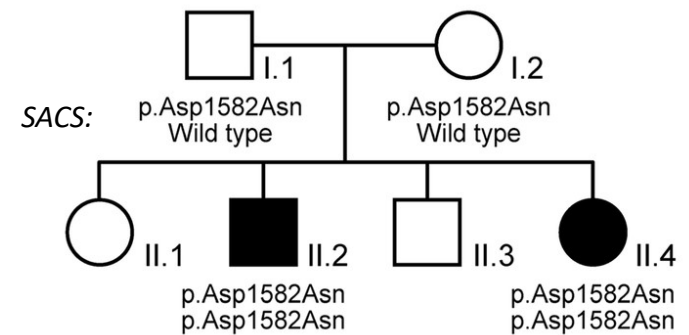 I.1
I.2
SACS:
p.Asp1582Asn
Wild type
p.Asp1582Asn
Wild type
II.1
II.2
II.3
II.4
p.Asp1582Asn
p.Asp1582Asn
p.Asp1582Asn
p.Asp1582Asn